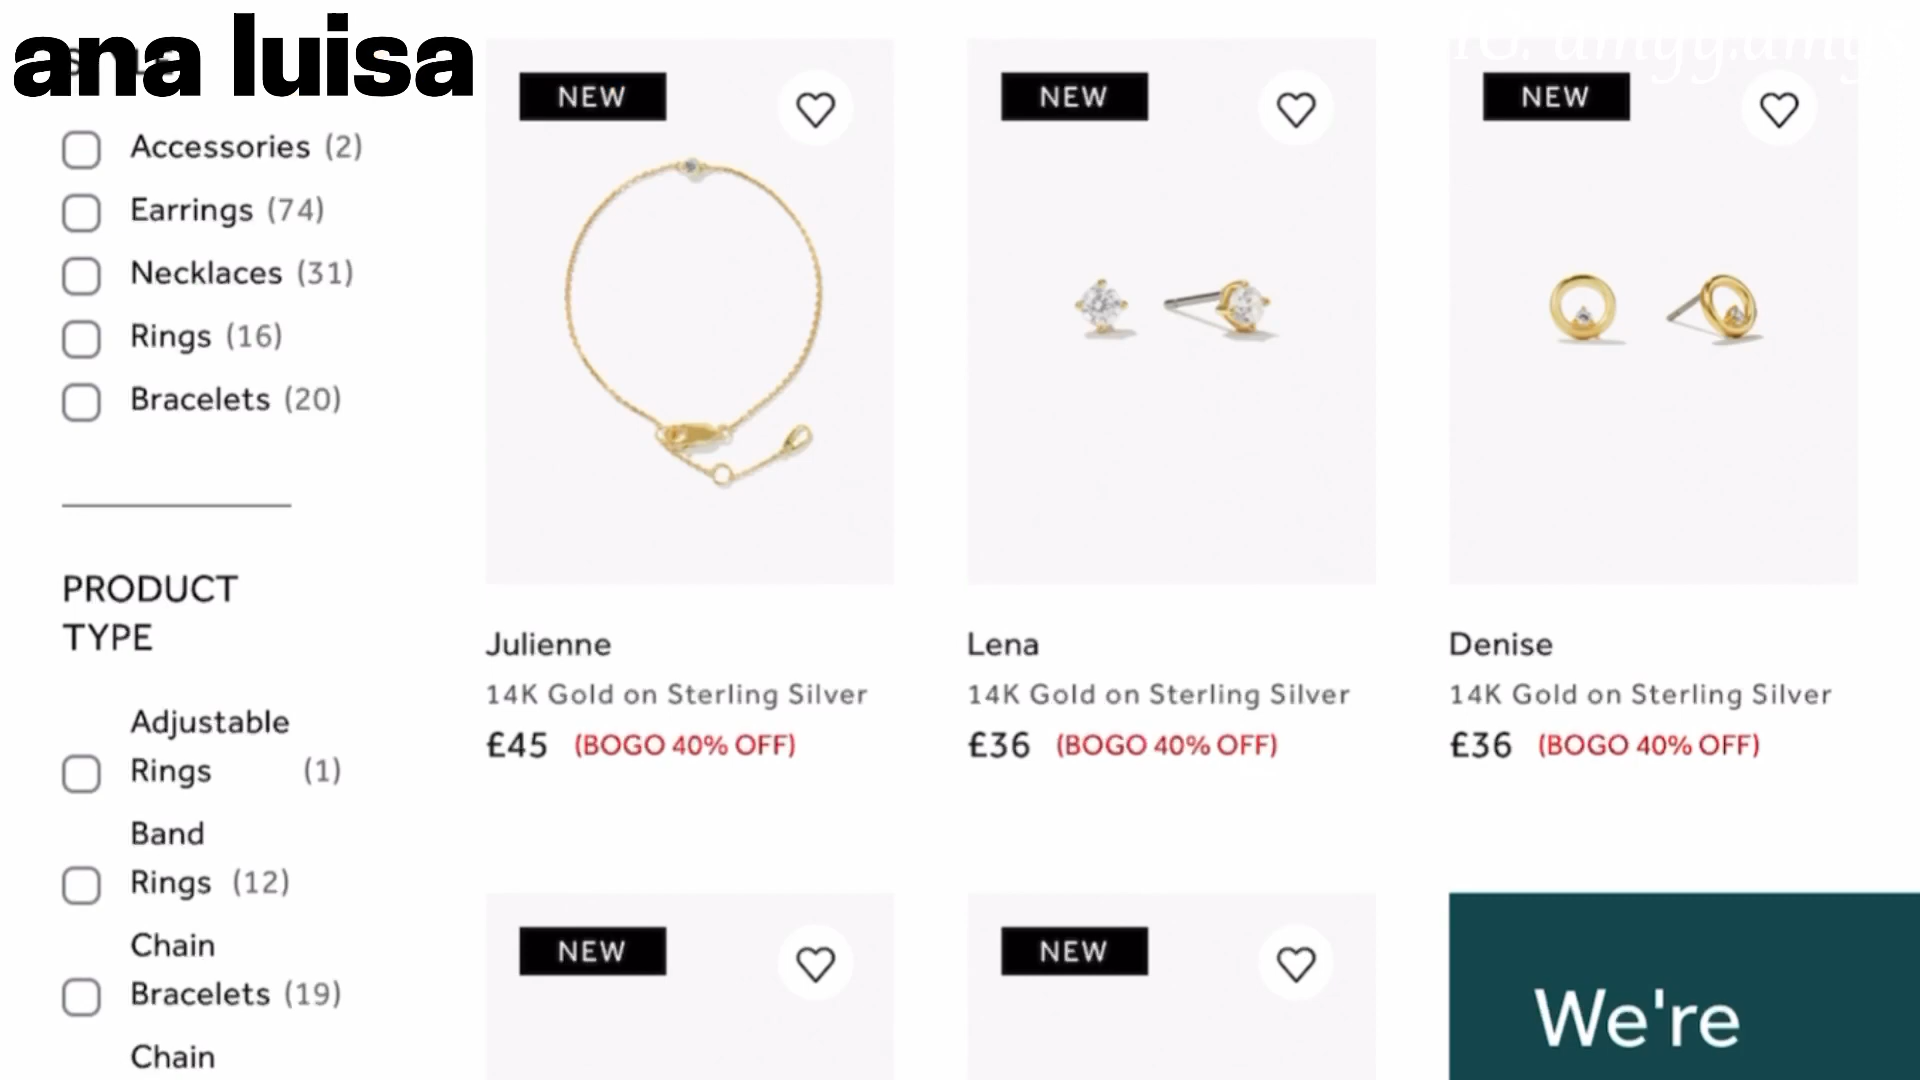 ana luisa
Accessories (2)
Earrings (74)
Necklaces (31)
Rings (16)
Bracelets (20)
PRODUCT
TYPE
Adjustable
Rings (1)
Band
Rings (12)
Chain
Bracelets (19)
Chain
NEW
Julienne
14K Gold on Sterling Silver
£45 (BOGO 40% OFF)
NEW
Lena
14K Gold on Sterling Silver
£36 (BOGO 40% OFF)
NEW
Denise
14K Gold on Sterling Silver
£36 (BOGO 40% OFF)
NEW
NEW
We're